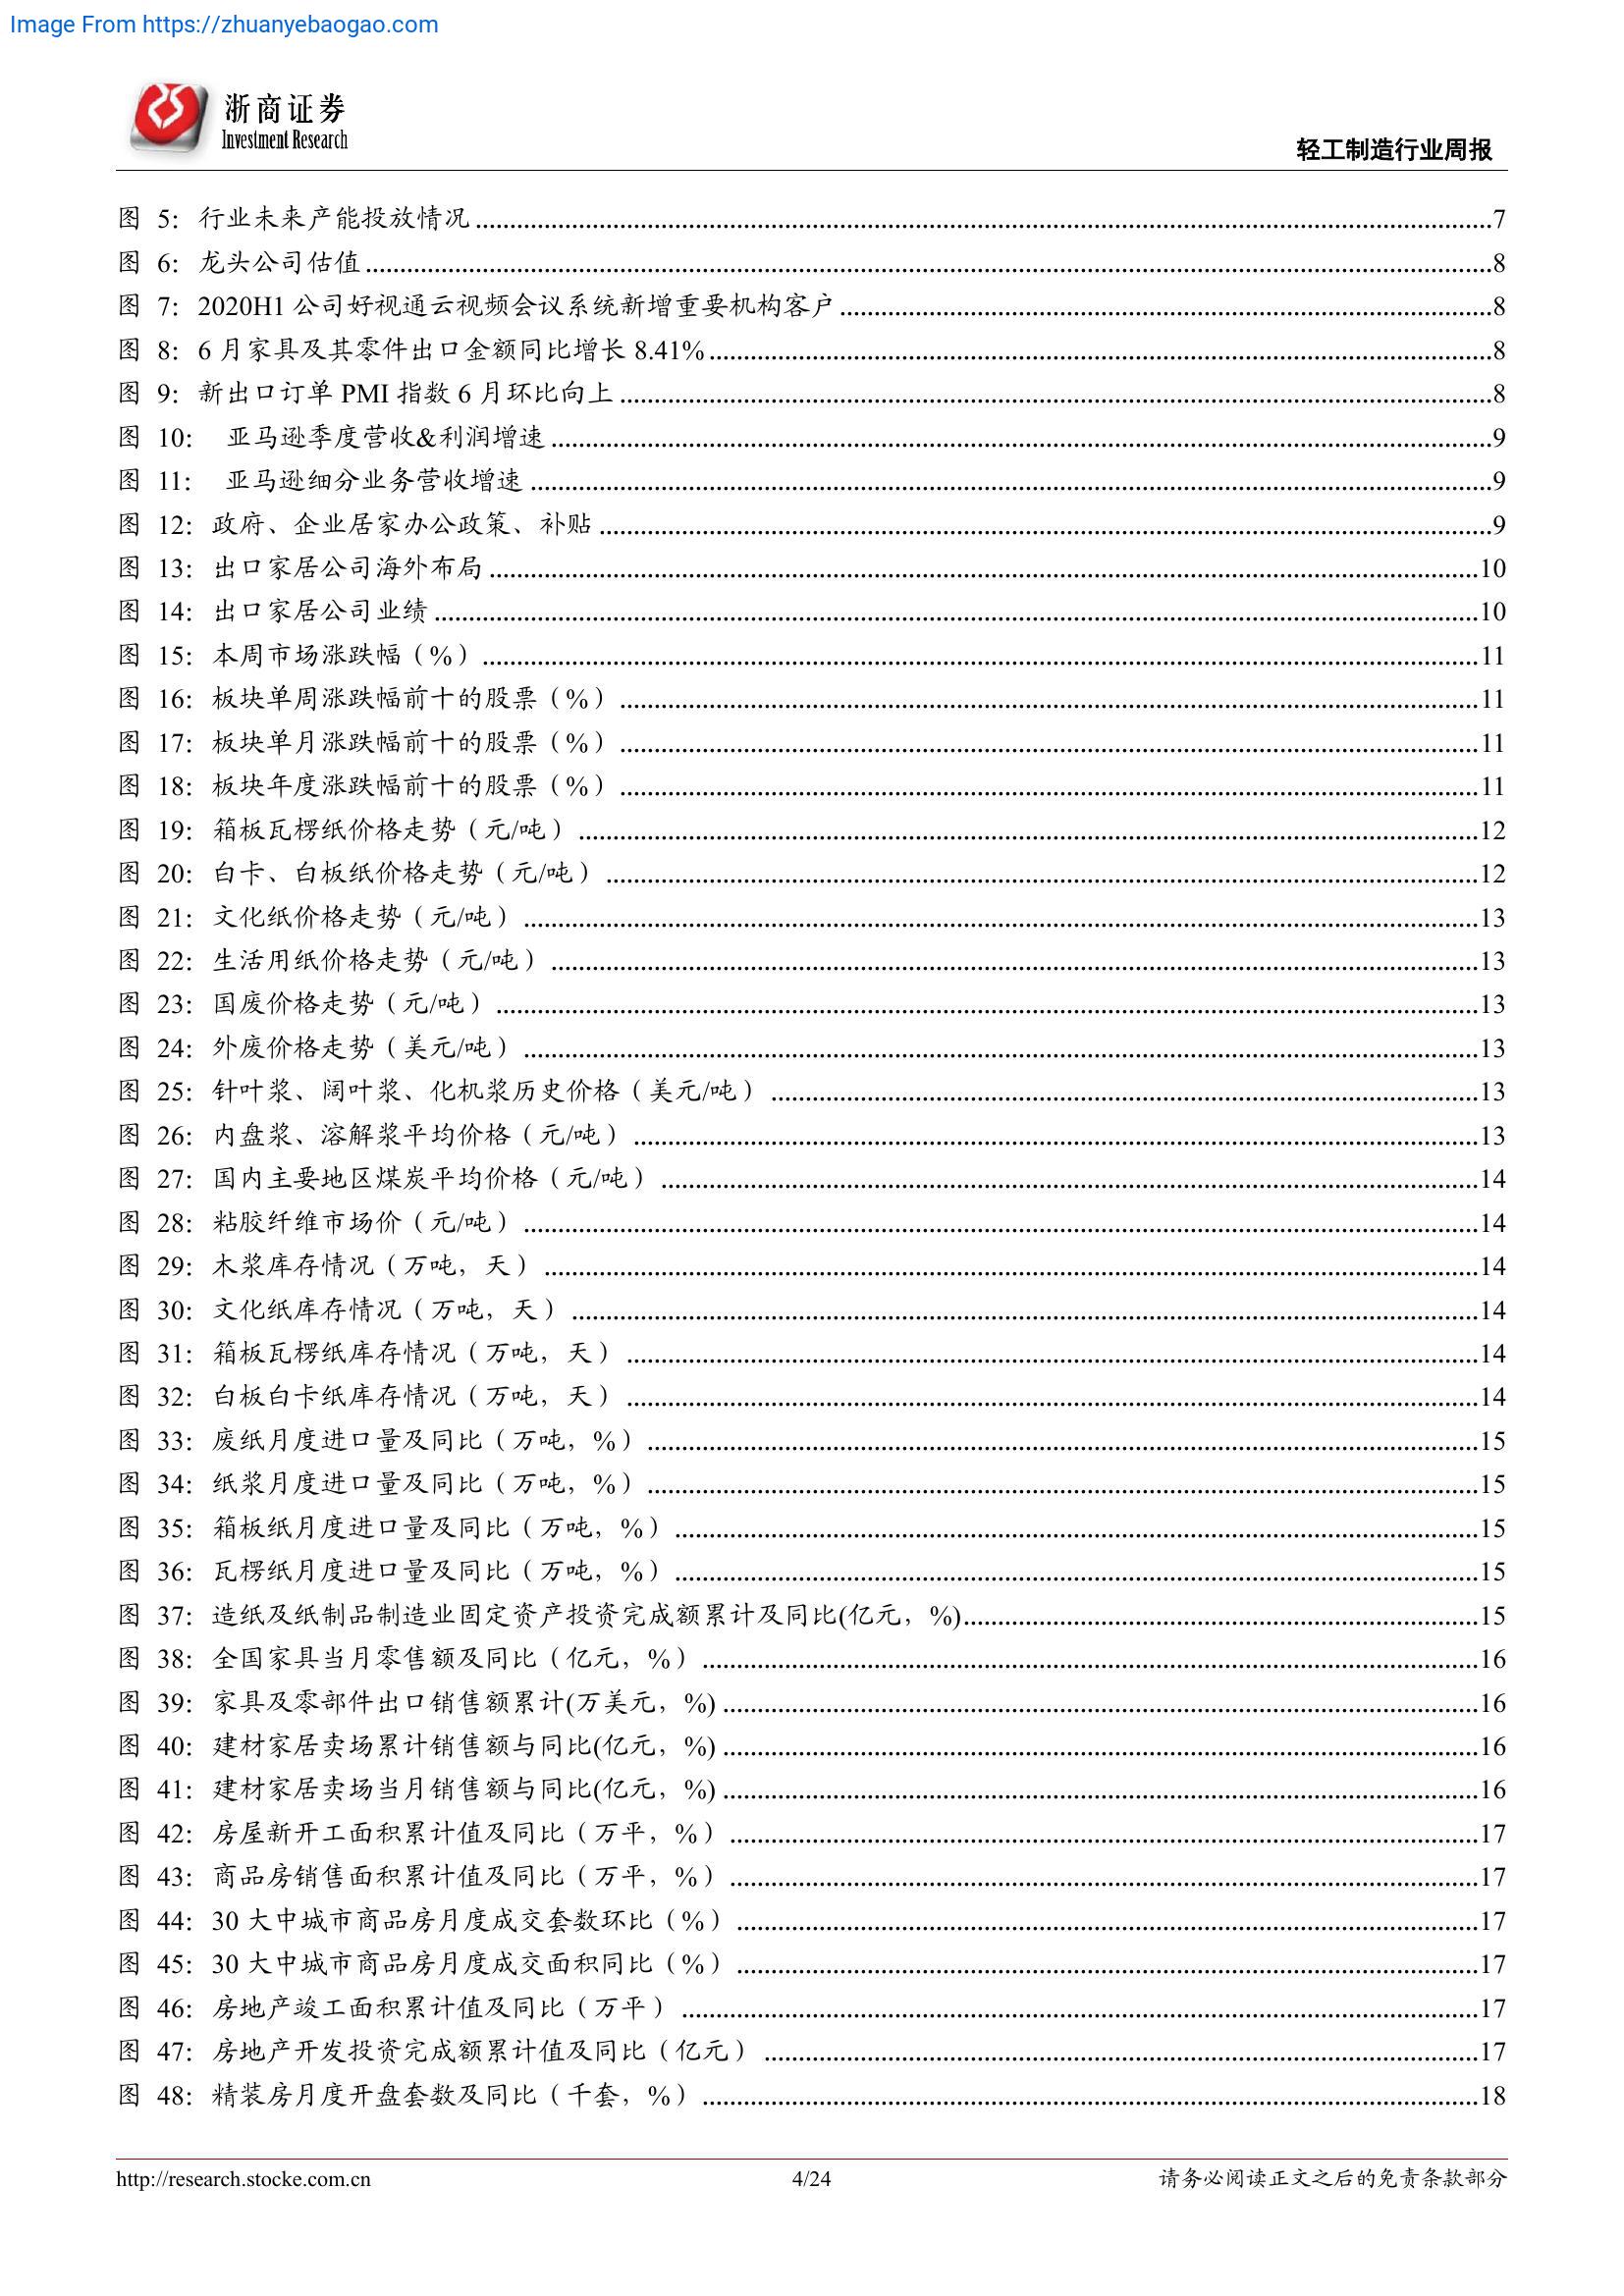 Image From https://zhuanyebaogao.com
浙商证券
Investment Research
轻工制造行业周报
图 5: 行业未来产能投放情况 ........ 7
图 6: 龙头公司估值 ........ 8
图 7: 2020H1 公司好视通云视频会议系统新增重要机构客户 ........ 8
图 8: 6 月家具及其零件出口金额同比增长 8.41% ........ 8
图 9: 新出口订单 PMI 指数 6 月环比向上 ........ 8
图 10: 亚马逊季度营收&利润增速 ........ 9
图 11: 亚马逊细分业务营收增速 ........ 9
图 12: 政府、企业居家办公政策、补贴 ........ 9
图 13: 出口家居公司海外布局 ........ 10
图 14: 出口家居公司业绩 ........ 10
图 15: 本周市场涨跌幅（%） ........ 11
图 16: 板块单周涨跌幅前十的股票（%） ........ 11
图 17: 板块单月涨跌幅前十的股票（%） ........ 11
图 18: 板块年度涨跌幅前十的股票（%） ........ 11
图 19: 箱板瓦楞纸价格走势（元/吨） ........ 12
图 20: 白卡、白板纸价格走势（元/吨） ........ 12
图 21: 文化纸价格走势（元/吨） ........ 13
图 22: 生活用纸价格走势（元/吨） ........ 13
图 23: 国废价格走势（元/吨） ........ 13
图 24: 外废价格走势（美元/吨） ........ 13
图 25: 针叶浆、阔叶浆、化机浆历史价格（美元/吨） ........ 13
图 26: 内盘浆、溶解浆平均价格（元/吨） ........ 13
图 27: 国内主要地区煤炭平均价格（元/吨） ........ 14
图 28: 粘胶纤维市场价（元/吨） ........ 14
图 29: 木浆库存情况（万吨，天） ........ 14
图 30: 文化纸库存情况（万吨，天） ........ 14
图 31: 箱板瓦楞纸库存情况（万吨，天） ........ 14
图 32: 白板白卡纸库存情况（万吨，天） ........ 14
图 33: 废纸月度进口量及同比（万吨，%） ........ 15
图 34: 纸浆月度进口量及同比（万吨，%） ........ 15
图 35: 箱板纸月度进口量及同比（万吨，%） ........ 15
图 36: 瓦楞纸月度进口量及同比（万吨，%） ........ 15
图 37: 造纸及纸制品制造业固定资产投资完成额累计及同比(亿元，%) ........ 15
图 38: 全国家具当月零售额及同比（亿元，%） ........ 16
图 39: 家具及零部件出口销售额累计(万美元，%) ........ 16
图 40: 建材家居卖场累计销售额与同比(亿元，%) ........ 16
图 41: 建材家居卖场当月销售额与同比(亿元，%) ........ 16
图 42: 房屋新开工面积累计值及同比（万平，%） ........ 17
图 43: 商品房销售面积累计值及同比（万平，%） ........ 17
图 44: 30 大中城市商品房月度成交套数环比（%） ........ 17
图 45: 30 大中城市商品房月度成交面积同比（%） ........ 17
图 46: 房地产竣工面积累计值及同比（万平） ........ 17
图 47: 房地产开发投资完成额累计值及同比（亿元） ........ 17
图 48: 精装房月度开盘套数及同比（千套，%） ........ 18
http://research.stocke.com.cn 4/24 请务必阅读正文之后的免责条款部分